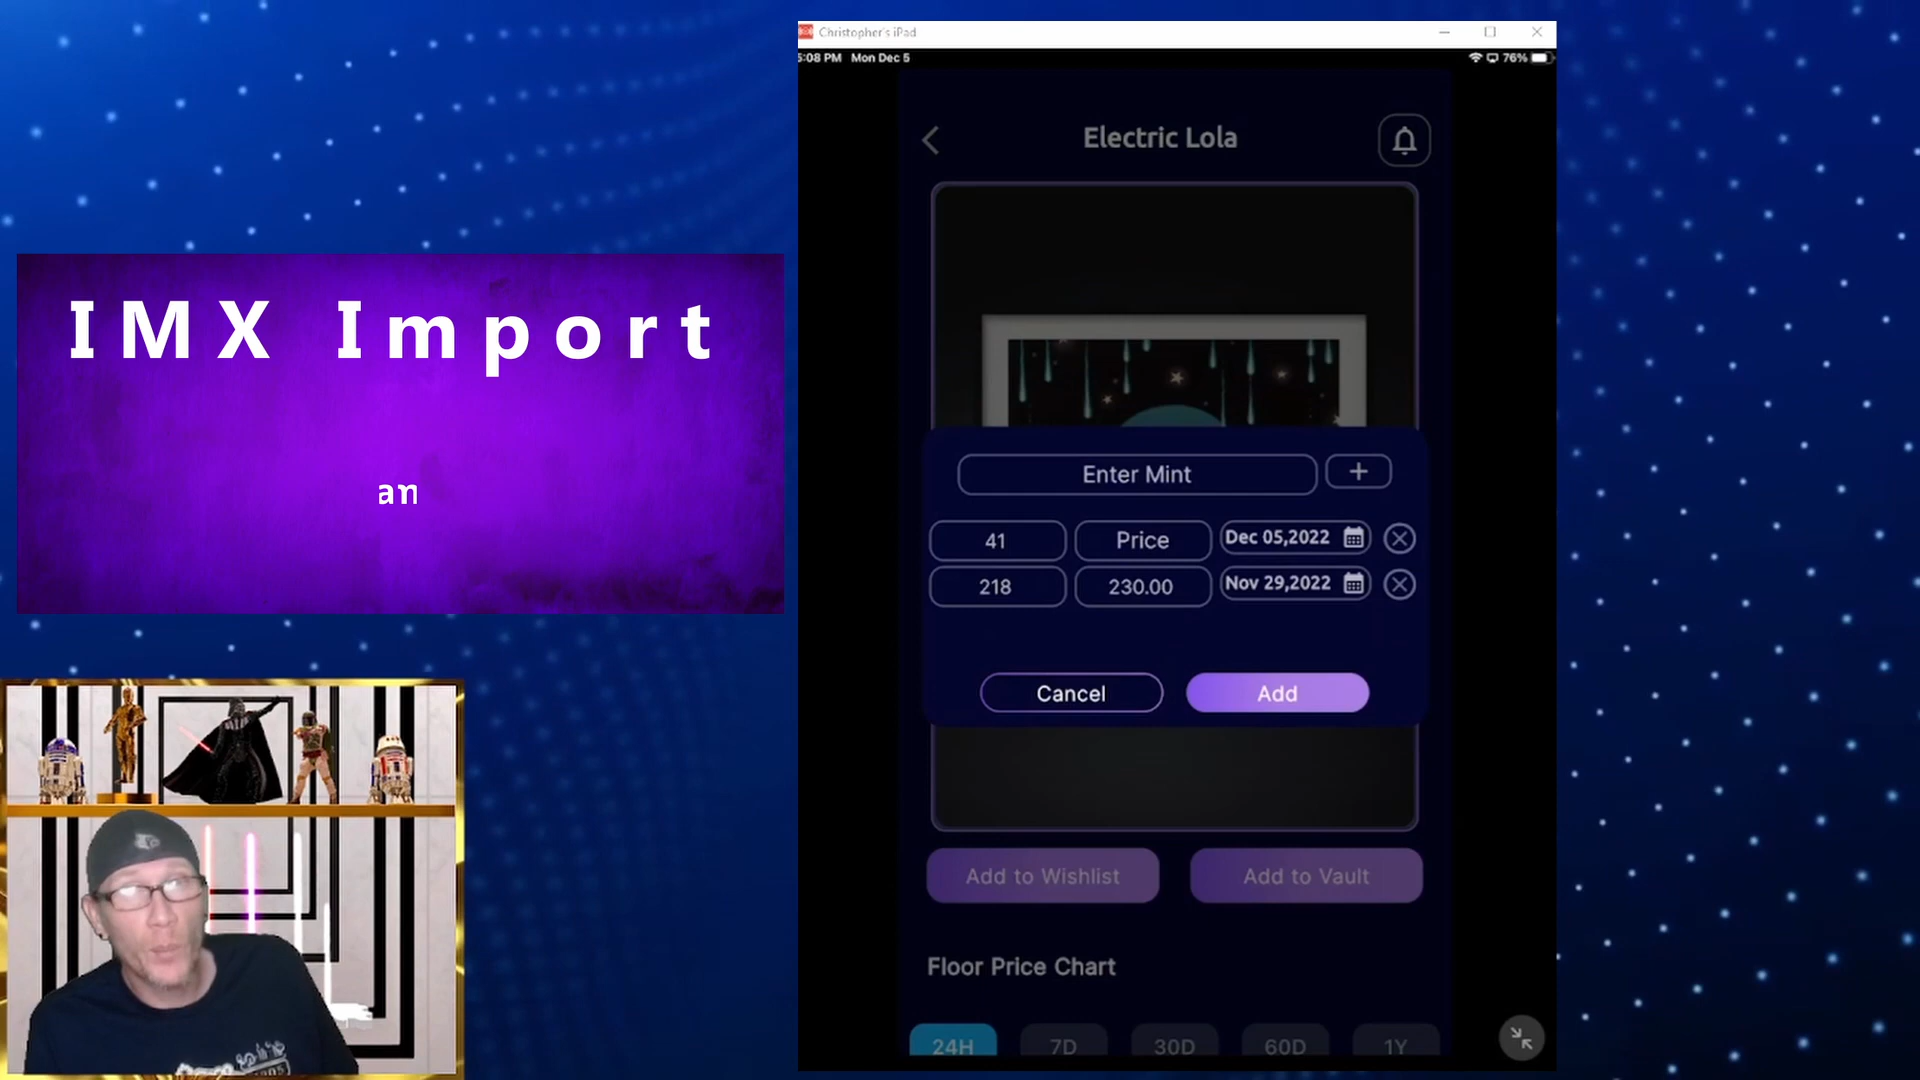 Christopher's iPad
5:08 PM Mon Dec 5
76%
Electric Lola
IMX Import
an
Enter Mint
+
41 Price Dec 05,2022
218 230.00 Nov 29,2022
Cancel Add
Add to Wishlist Add to Vault
Floor Price Chart
24H 7D 30D 60D 1Y